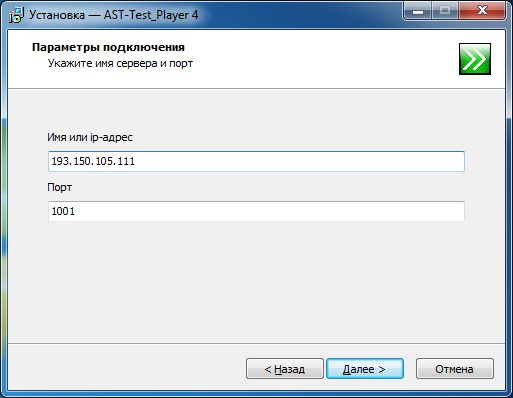 Установка — AST-Test_Player 4
Параметры подключения
Укажите имя сервера и порт
Имя или ip-адрес
193.150.105.111
Порт
1001
< Назад
Далее >
Отмена